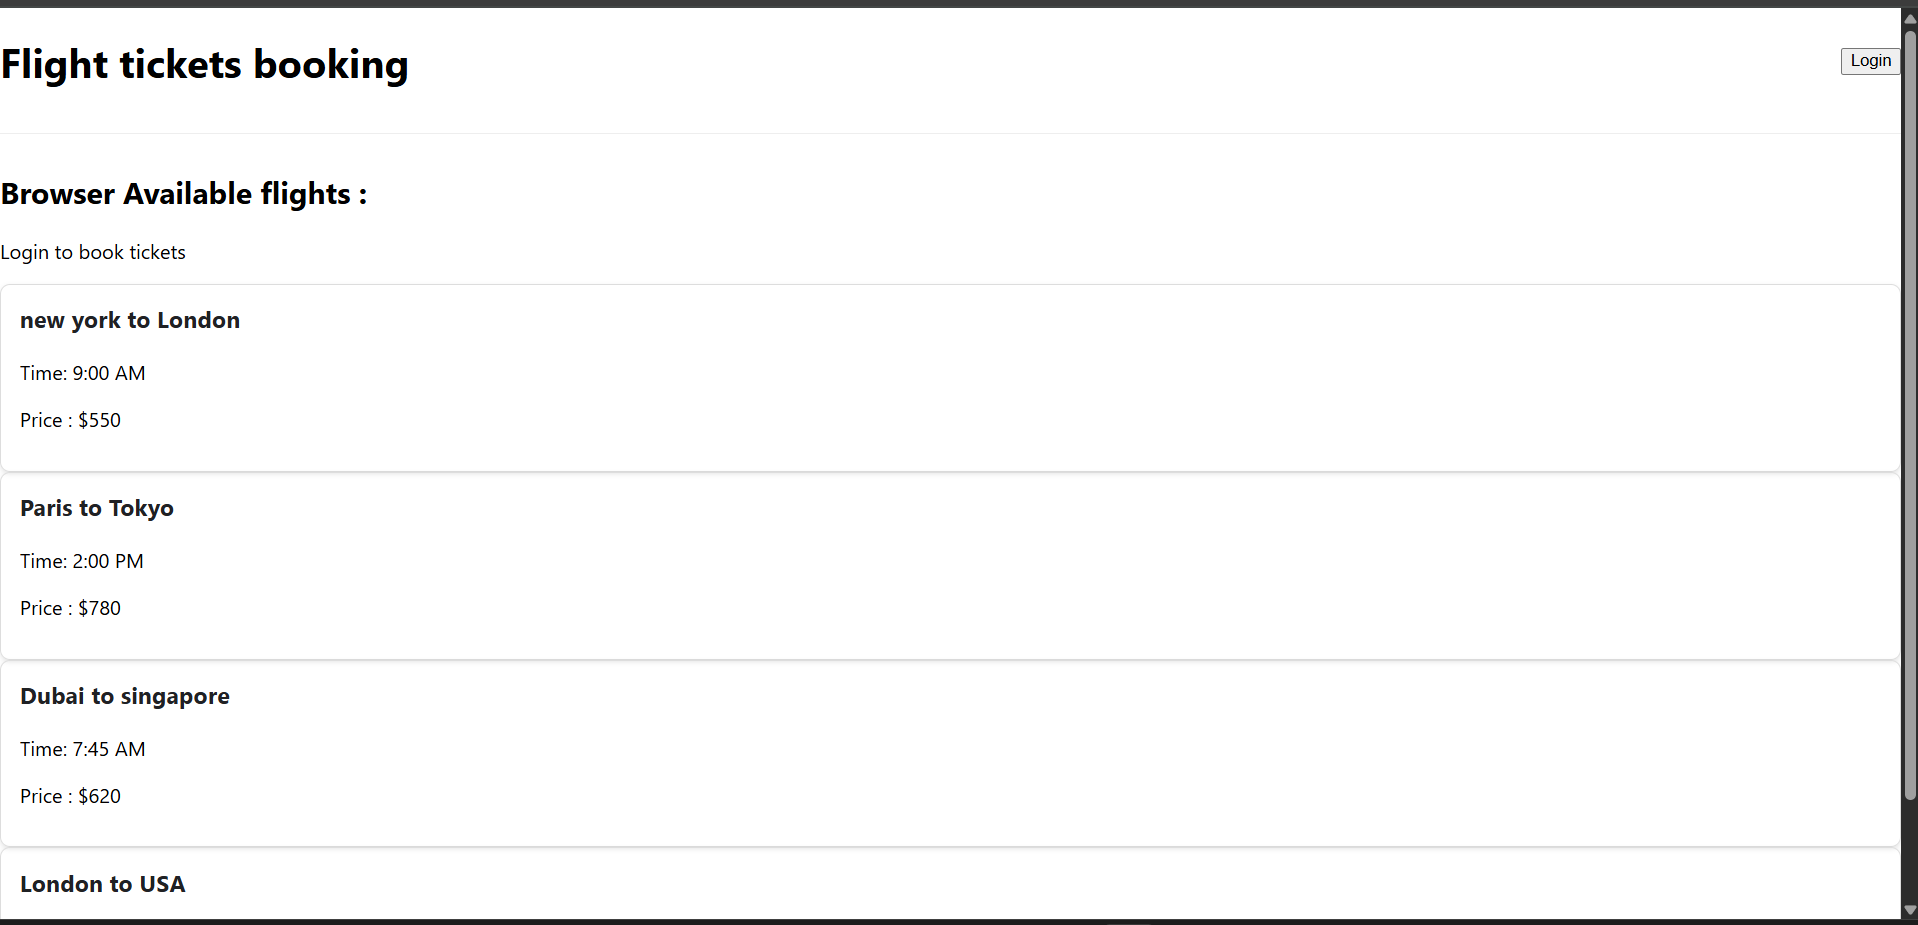 Flight tickets booking
Login
Browser Available flights :
Login to book tickets
new york to London
Time: 9:00 AM
Price : $550
Paris to Tokyo
Time: 2:00 PM
Price : $780
Dubai to singapore
Time: 7:45 AM
Price : $620
London to USA